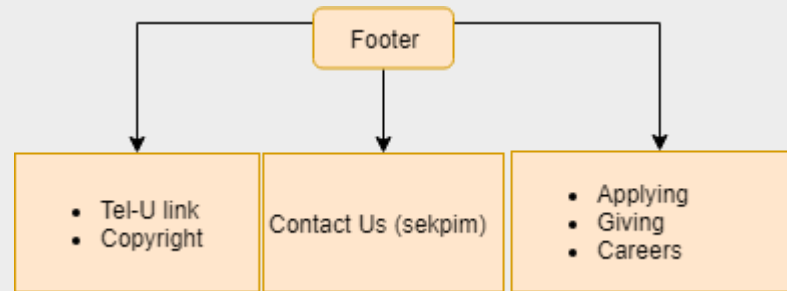 Footer
• Tel-U link
• Copyright
Contact Us (sekpim)
• Applying
• Giving
• Careers